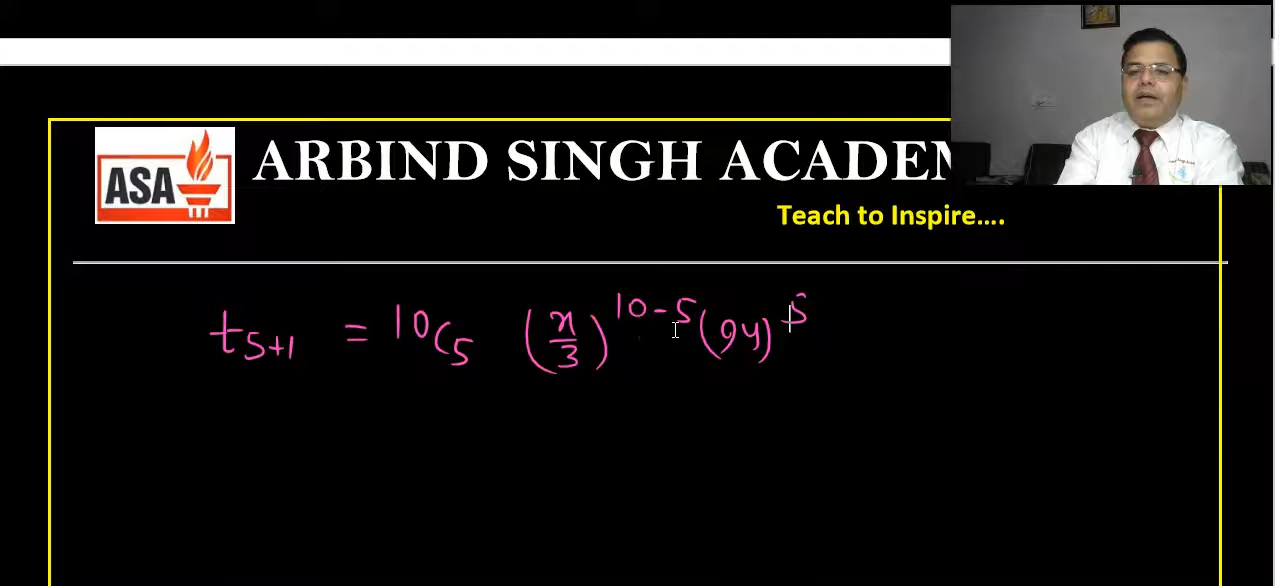 ASA
ARBIND SINGH ACADEM
Teach to Inspire....
t₅₊₁ = ¹⁰C₅ (x/3)¹⁰⁻⁵ (9y)⁵